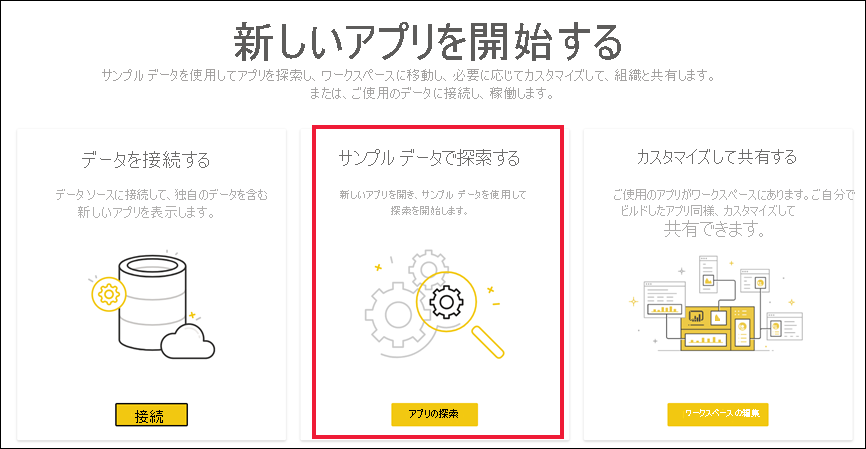 新しいアプリを開始する
サンプル データを使用してアプリを探索し、ワークスペースに移動し、必要に応じてカスタマイズして、組織と共有します。
または、ご使用のデータに接続し、稼働します。
データを接続する
データ ソースに接続して、独自のデータを含む
新しいアプリを表示します。
接続
サンプル データで探索する
新しいアプリを開き、サンプル データを使用して
探索を開始します。
アプリの探索
カスタマイズして共有する
ご使用のアプリがワークスペースにあります。ご自分で
ビルドしたアプリ同様、カスタマイズして
共有できます。
ワークスペースの編集